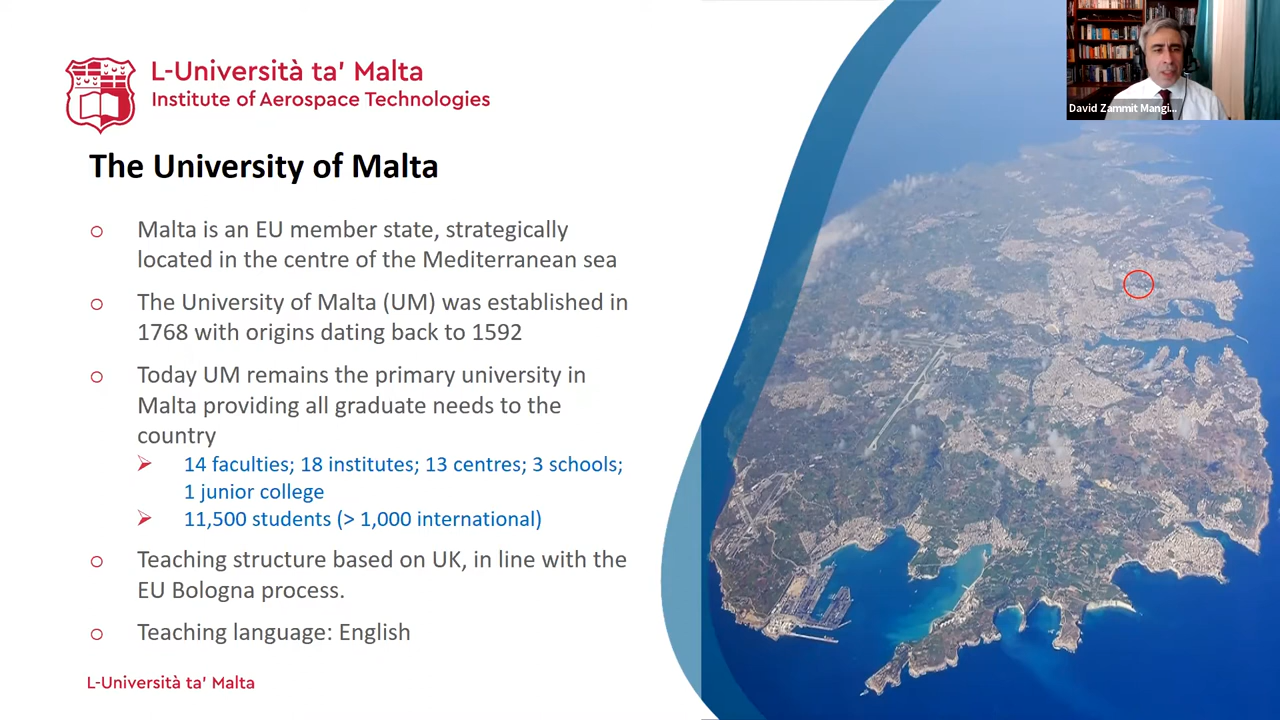 L-Università ta' Malta
Institute of Aerospace Technologies
David Zammit Mangi...
The University of Malta
Malta is an EU member state, strategically
located in the centre of the Mediterranean sea
The University of Malta (UM) was established in
1768 with origins dating back to 1592
Today UM remains the primary university in
Malta providing all graduate needs to the
country
14 faculties; 18 institutes; 13 centres; 3 schools;
1 junior college
11,500 students (> 1,000 international)
Teaching structure based on UK, in line with the
EU Bologna process.
Teaching language: English
L-Università ta' Malta